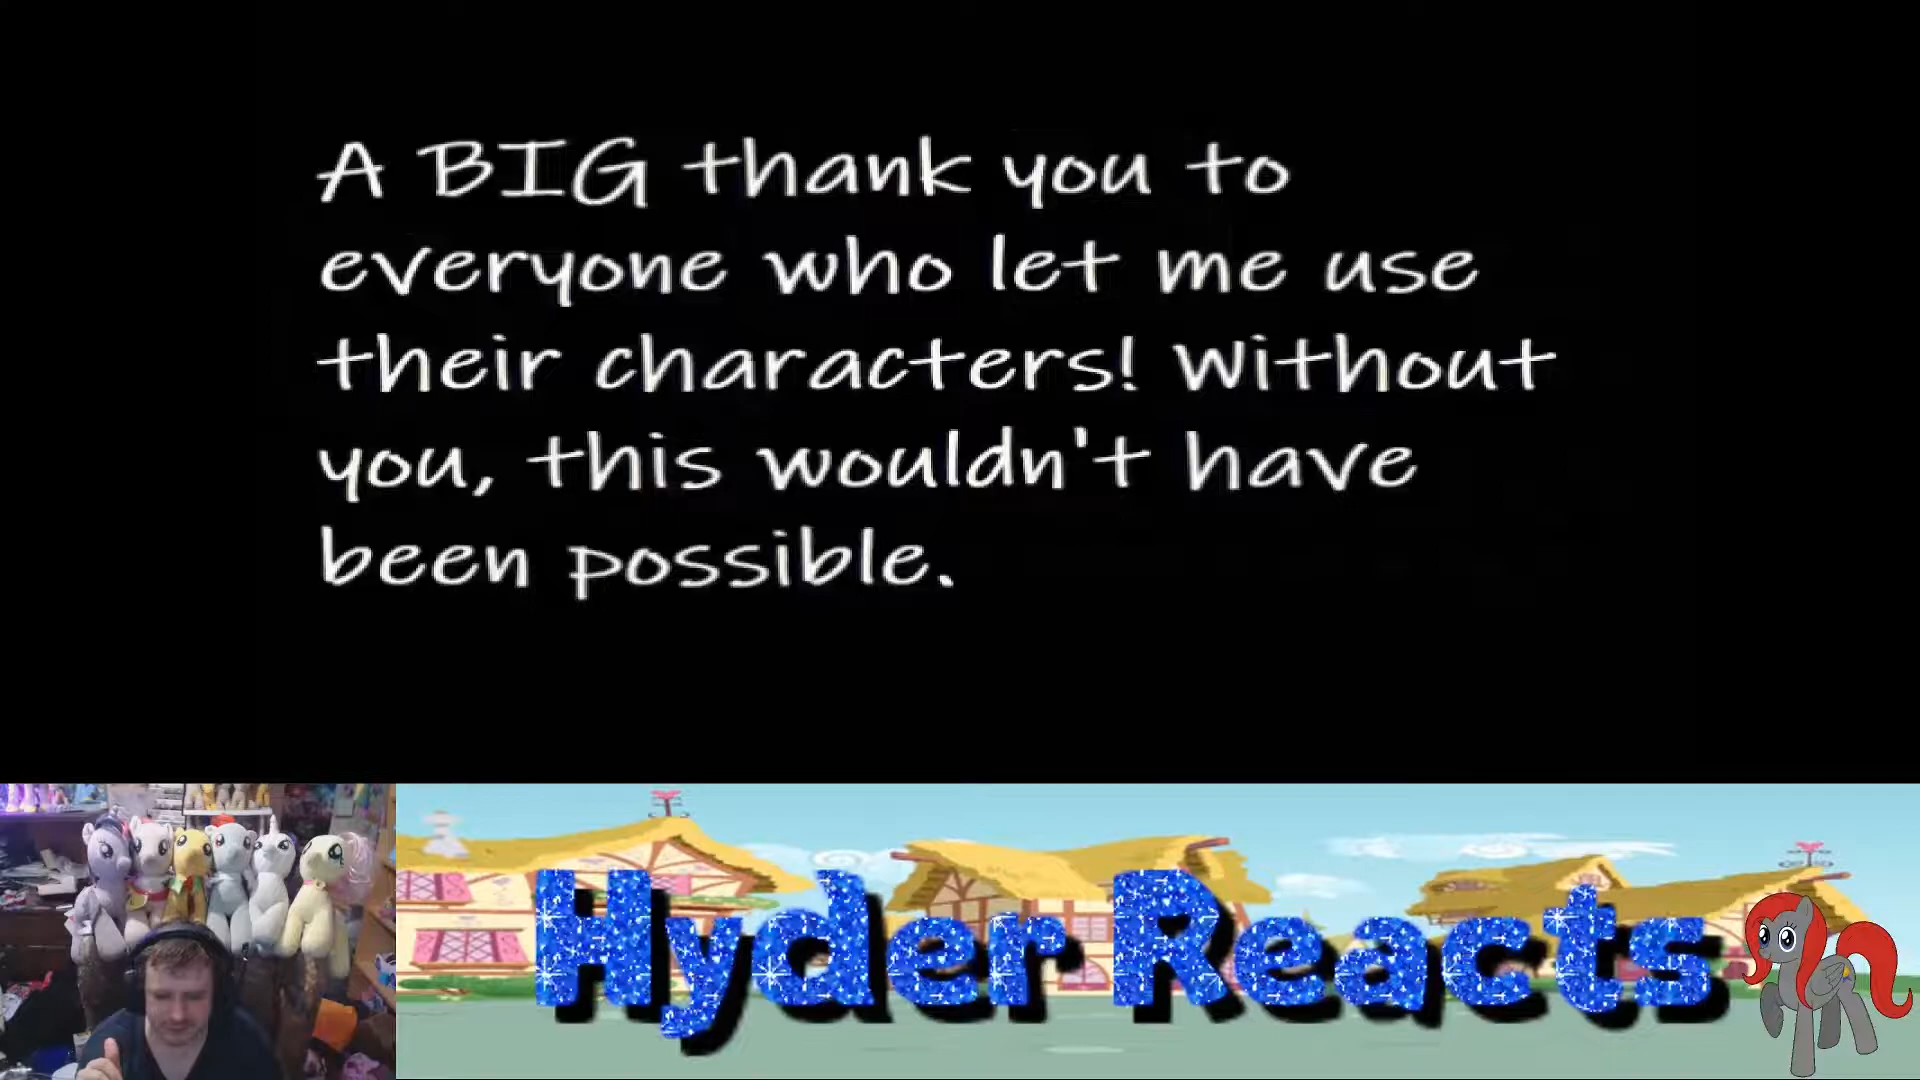 A BIG thank you to
everyone who let me use
their characters! Without
you, this wouldn't have
been possible.
Hyder Reacts